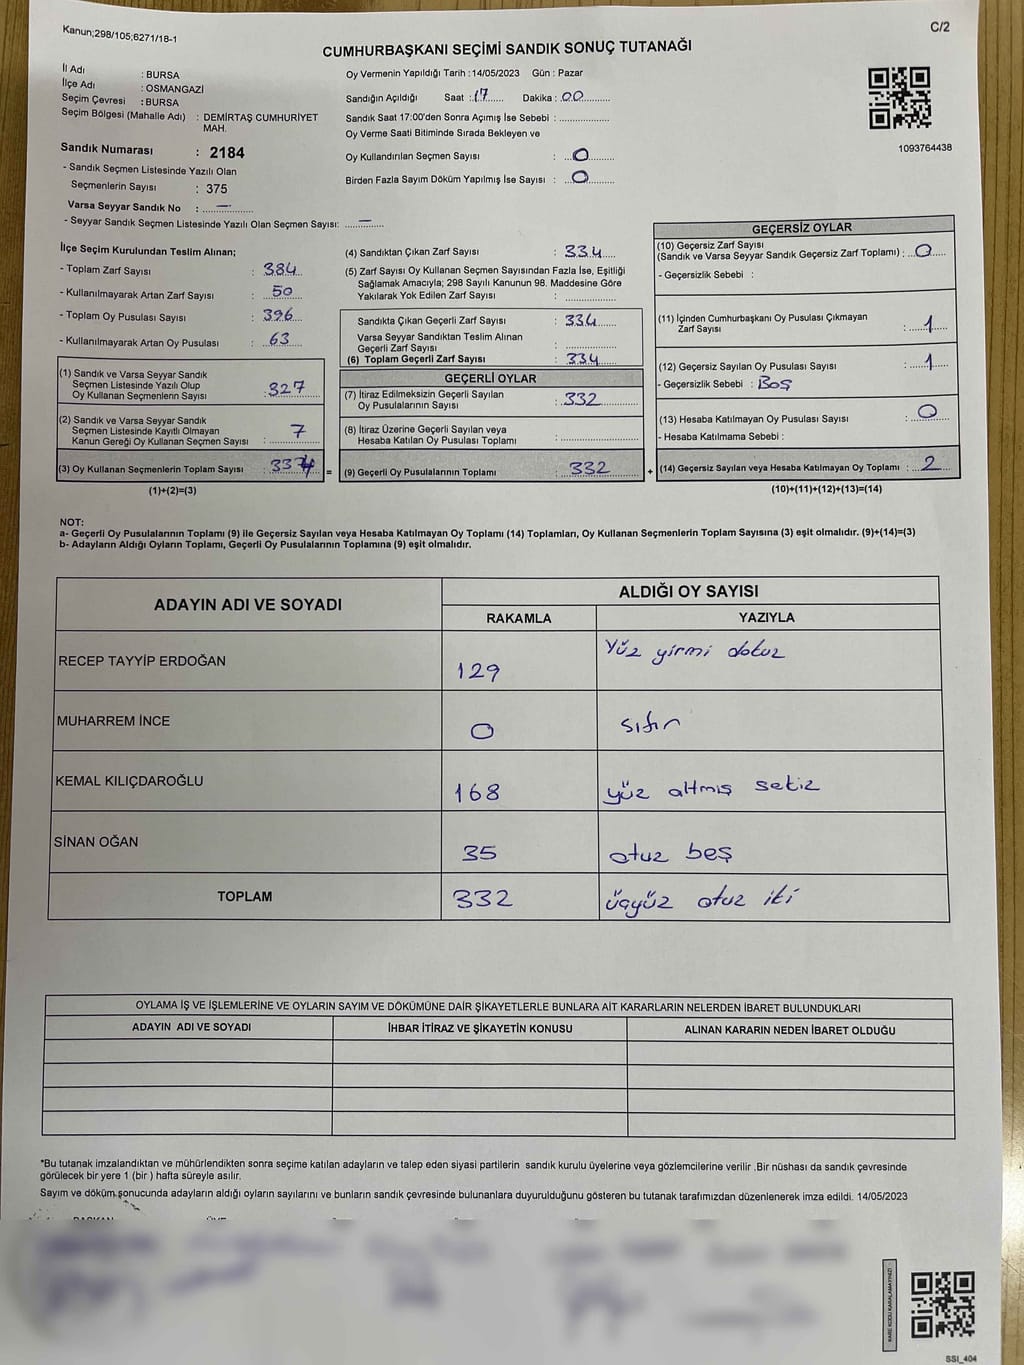 Kanun;298/105,6271/18-1
C/2
CUMHURBAŞKANI SEÇİMİ SANDIK SONUÇ TUTANAĞI
İl Adı : BURSA
İlçe Adı : OSMANGAZİ
Seçim Çevresi : BURSA
Seçim Bölgesi (Mahalle Adı) : DEMİRTAŞ CUMHURİYET
MAH.
Sandık Numarası : 2184
- Sandık Seçmen Listesinde Yazılı Olan
Seçmenlerin Sayısı : 375
Varsa Seyyar Sandık No : —
- Seyyar Sandık Seçmen Listesinde Yazılı Olan Seçmen Sayısı: —
Oy Vermenin Yapıldığı Tarih :14/05/2023 Gün : Pazar
Sandığın Açıldığı Saat : 17 Dakika : 00
Sandık Saat 17:00'den Sonra Açımış İse Sebebi :
Oy Verme Saati Bitiminde Sırada Bekleyen ve
Oy Kullandırılan Seçmen Sayısı : 0
Birden Fazla Sayım Döküm Yapılmış İse Sayısı : 0
1093764438
İlçe Seçim Kurulundan Teslim Alınan;
- Toplam Zarf Sayısı : 384
- Kullanılmayarak Artan Zarf Sayısı : 50
- Toplam Oy Pusulası Sayısı : 396
- Kullanılmayarak Artan Oy Pusulası : 63
(1) Sandık ve Varsa Seyyar Sandık
Seçmen Listesinde Yazılı Olup
Oy Kullanan Seçmenlerin Sayısı : 327
(2) Sandık ve Varsa Seyyar Sandık
Seçmen Listesinde Kayıtlı Olmayan
Kanun Gereği Oy Kullanan Seçmen Sayısı : 7
(3) Oy Kullanan Seçmenlerin Toplam Sayısı : 334 =
(1)+(2)=(3)
(4) Sandıktan Çıkan Zarf Sayısı : 334
(5) Zarf Sayısı Oy Kullanan Seçmen Sayısından Fazla İse, Eşitliği
Sağlamak Amacıyla; 298 Sayılı Kanunun 98. Maddesine Göre
Yakılarak Yok Edilen Zarf Sayısı :
Sandıkta Çıkan Geçerli Zarf Sayısı : 334
Varsa Seyyar Sandıktan Teslim Alınan
Geçerli Zarf Sayısı :
(6) Toplam Geçerli Zarf Sayısı : 334
GEÇERLİ OYLAR
(7) İtiraz Edilmeksizin Geçerli Sayılan
Oy Pusulalarının Sayısı : 332
(8) İtiraz Üzerine Geçerli Sayılan veya
Hesaba Katılan Oy Pusulası Toplamı :
(9) Geçerli Oy Pusulalarının Toplamı : 332 +
GEÇERSİZ OYLAR
(10) Geçersiz Zarf Sayısı
(Sandık ve Varsa Seyyar Sandık Geçersiz Zarf Toplamı) : 0
- Geçersizlik Sebebi :
(11) İçinden Cumhurbaşkanı Oy Pusulası Çıkmayan
Zarf Sayısı : 1
(12) Geçersiz Sayılan Oy Pusulası Sayısı : 1
- Geçersizlik Sebebi : Boş
(13) Hesaba Katılmayan Oy Pusulası Sayısı : 0
- Hesaba Katılmama Sebebi :
(14) Geçersiz Sayılan veya Hesaba Katılmayan Oy Toplamı : 2
(10)+(11)+(12)+(13)=(14)
NOT:
a- Geçerli Oy Pusulalarının Toplamı (9) ile Geçersiz Sayılan veya Hesaba Katılmayan Oy Toplamı (14) Toplamları, Oy Kullanan Seçmenlerin Toplam Sayısına (3) eşit olmalıdır. (9)+(14)=(3)
b- Adayların Aldığı Oyların Toplamı, Geçerli Oy Pusulalarının Toplamına (9) eşit olmalıdır.
ADAYIN ADI VE SOYADI ALDIĞI OY SAYISI
RAKAMLA YAZIYLA
RECEP TAYYİP ERDOĞAN 129 Yüz yirmi dokuz
MUHARREM İNCE 0 sıfır
KEMAL KILIÇDAROĞLU 168 yüz altmış sekiz
SİNAN OĞAN 35 otuz beş
TOPLAM 332 üçyüz otuz iki
OYLAMA İŞ VE İŞLEMLERİNE VE OYLARIN SAYIM VE DÖKÜMÜNE DAİR ŞİKAYETLERLE BUNLARA AİT KARARLARIN NELERDEN İBARET BULUNDUKLARI
ADAYIN ADI VE SOYADI İHBAR İTİRAZ VE ŞİKAYETİN KONUSU ALINAN KARARIN NEDEN İBARET OLDUĞU
*Bu tutanak imzalandıktan ve mühürlendikten sonra seçime katılan adayların ve talep eden siyasi partilerin sandık kurulu üyelerine veya gözlemcilerine verilir .Bir nüshası da sandık çevresinde
görülecek bir yere 1 (bir ) hafta süreyle asılır.
Sayım ve döküm sonucunda adayların aldığı oyların sayılarını ve bunların sandık çevresinde bulunanlara duyurulduğunu gösteren bu tutanak tarafımızdan düzenlenerek imza edildi. 14/05/2023
KARE KODU KARALAMAYINIZ!
SSI_404